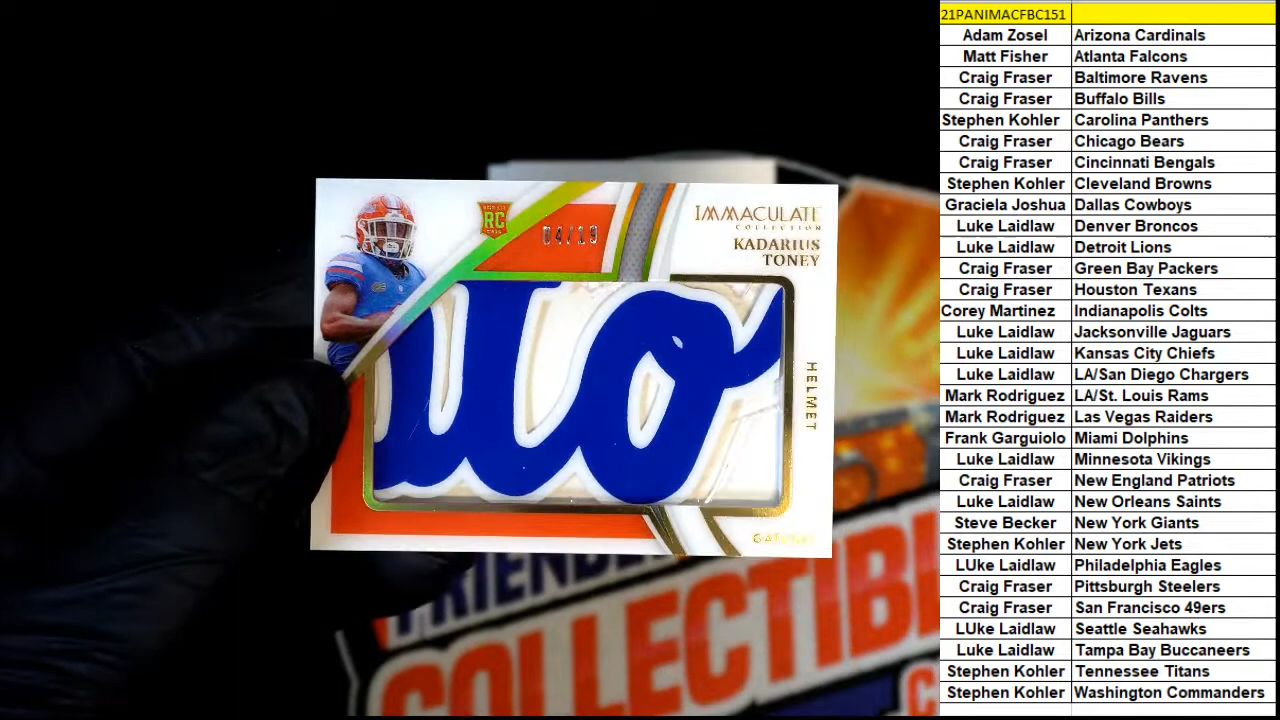 RC
04/19
IMMACULATE
COLLECTION
KADARIUS
TONEY
HELMET
COLLECTIBL
21PANIMACFBC151
Adam Zosel Arizona Cardinals
Matt Fisher Atlanta Falcons
Craig Fraser Baltimore Ravens
Craig Fraser Buffalo Bills
Stephen Kohler Carolina Panthers
Craig Fraser Chicago Bears
Craig Fraser Cincinnati Bengals
Stephen Kohler Cleveland Browns
Graciela Joshua Dallas Cowboys
Luke Laidlaw Denver Broncos
Luke Laidlaw Detroit Lions
Craig Fraser Green Bay Packers
Craig Fraser Houston Texans
Corey Martinez Indianapolis Colts
Luke Laidlaw Jacksonville Jaguars
Luke Laidlaw Kansas City Chiefs
Luke Laidlaw LA/San Diego Chargers
Mark Rodriguez LA/St. Louis Rams
Mark Rodriguez Las Vegas Raiders
Frank Garguiolo Miami Dolphins
Luke Laidlaw Minnesota Vikings
Craig Fraser New England Patriots
Luke Laidlaw New Orleans Saints
Steve Becker New York Giants
Stephen Kohler New York Jets
LUke Laidlaw Philadelphia Eagles
Craig Fraser Pittsburgh Steelers
Craig Fraser San Francisco 49ers
LUke Laidlaw Seattle Seahawks
Luke Laidlaw Tampa Bay Buccaneers
Stephen Kohler Tennessee Titans
Stephen Kohler Washington Commanders